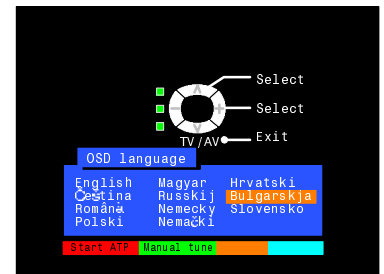 Select
Select
TV/AV Exit
OSD language
English Magyar Hrvatski
Čeština Russkij Bulgarskja
Română Nemecky Slovensko
Polski Nemački
Start ATP Manual tune